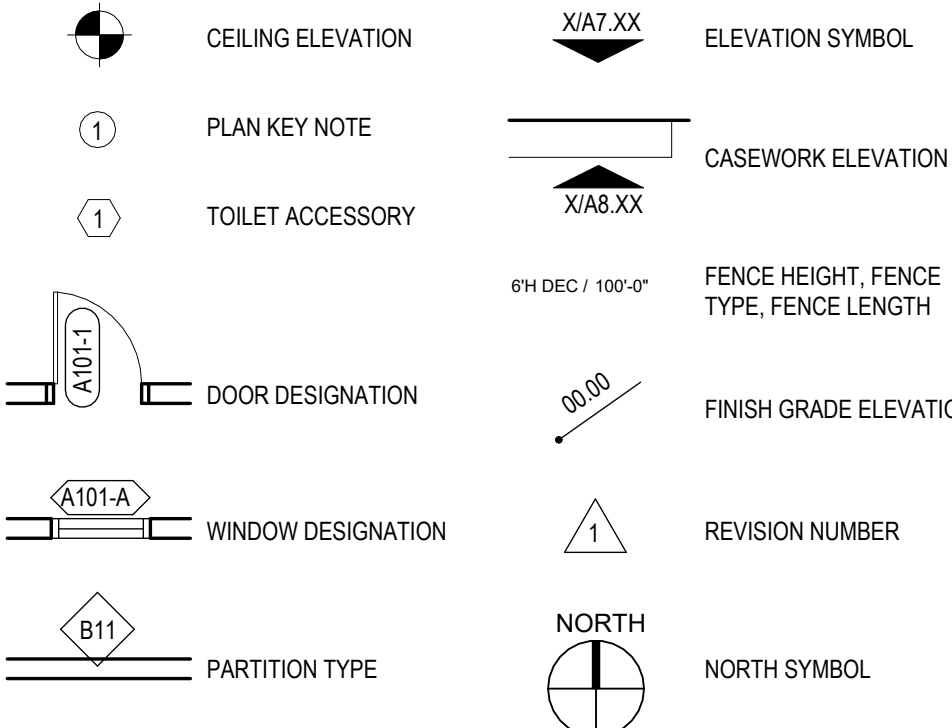 CEILING ELEVATION
1
PLAN KEY NOTE
1
TOILET ACCESSORY
A101-1
DOOR DESIGNATION
A101-A
WINDOW DESIGNATION
B11
PARTITION TYPE
X/A7.XX
ELEVATION SYMBOL
CASEWORK ELEVATION
X/A8.XX
6'H DEC / 100'-0"
FENCE HEIGHT, FENCE
TYPE, FENCE LENGTH
00.00
FINISH GRADE
1
REVISION NUMBER
NORTH
NORTH SYMBOL